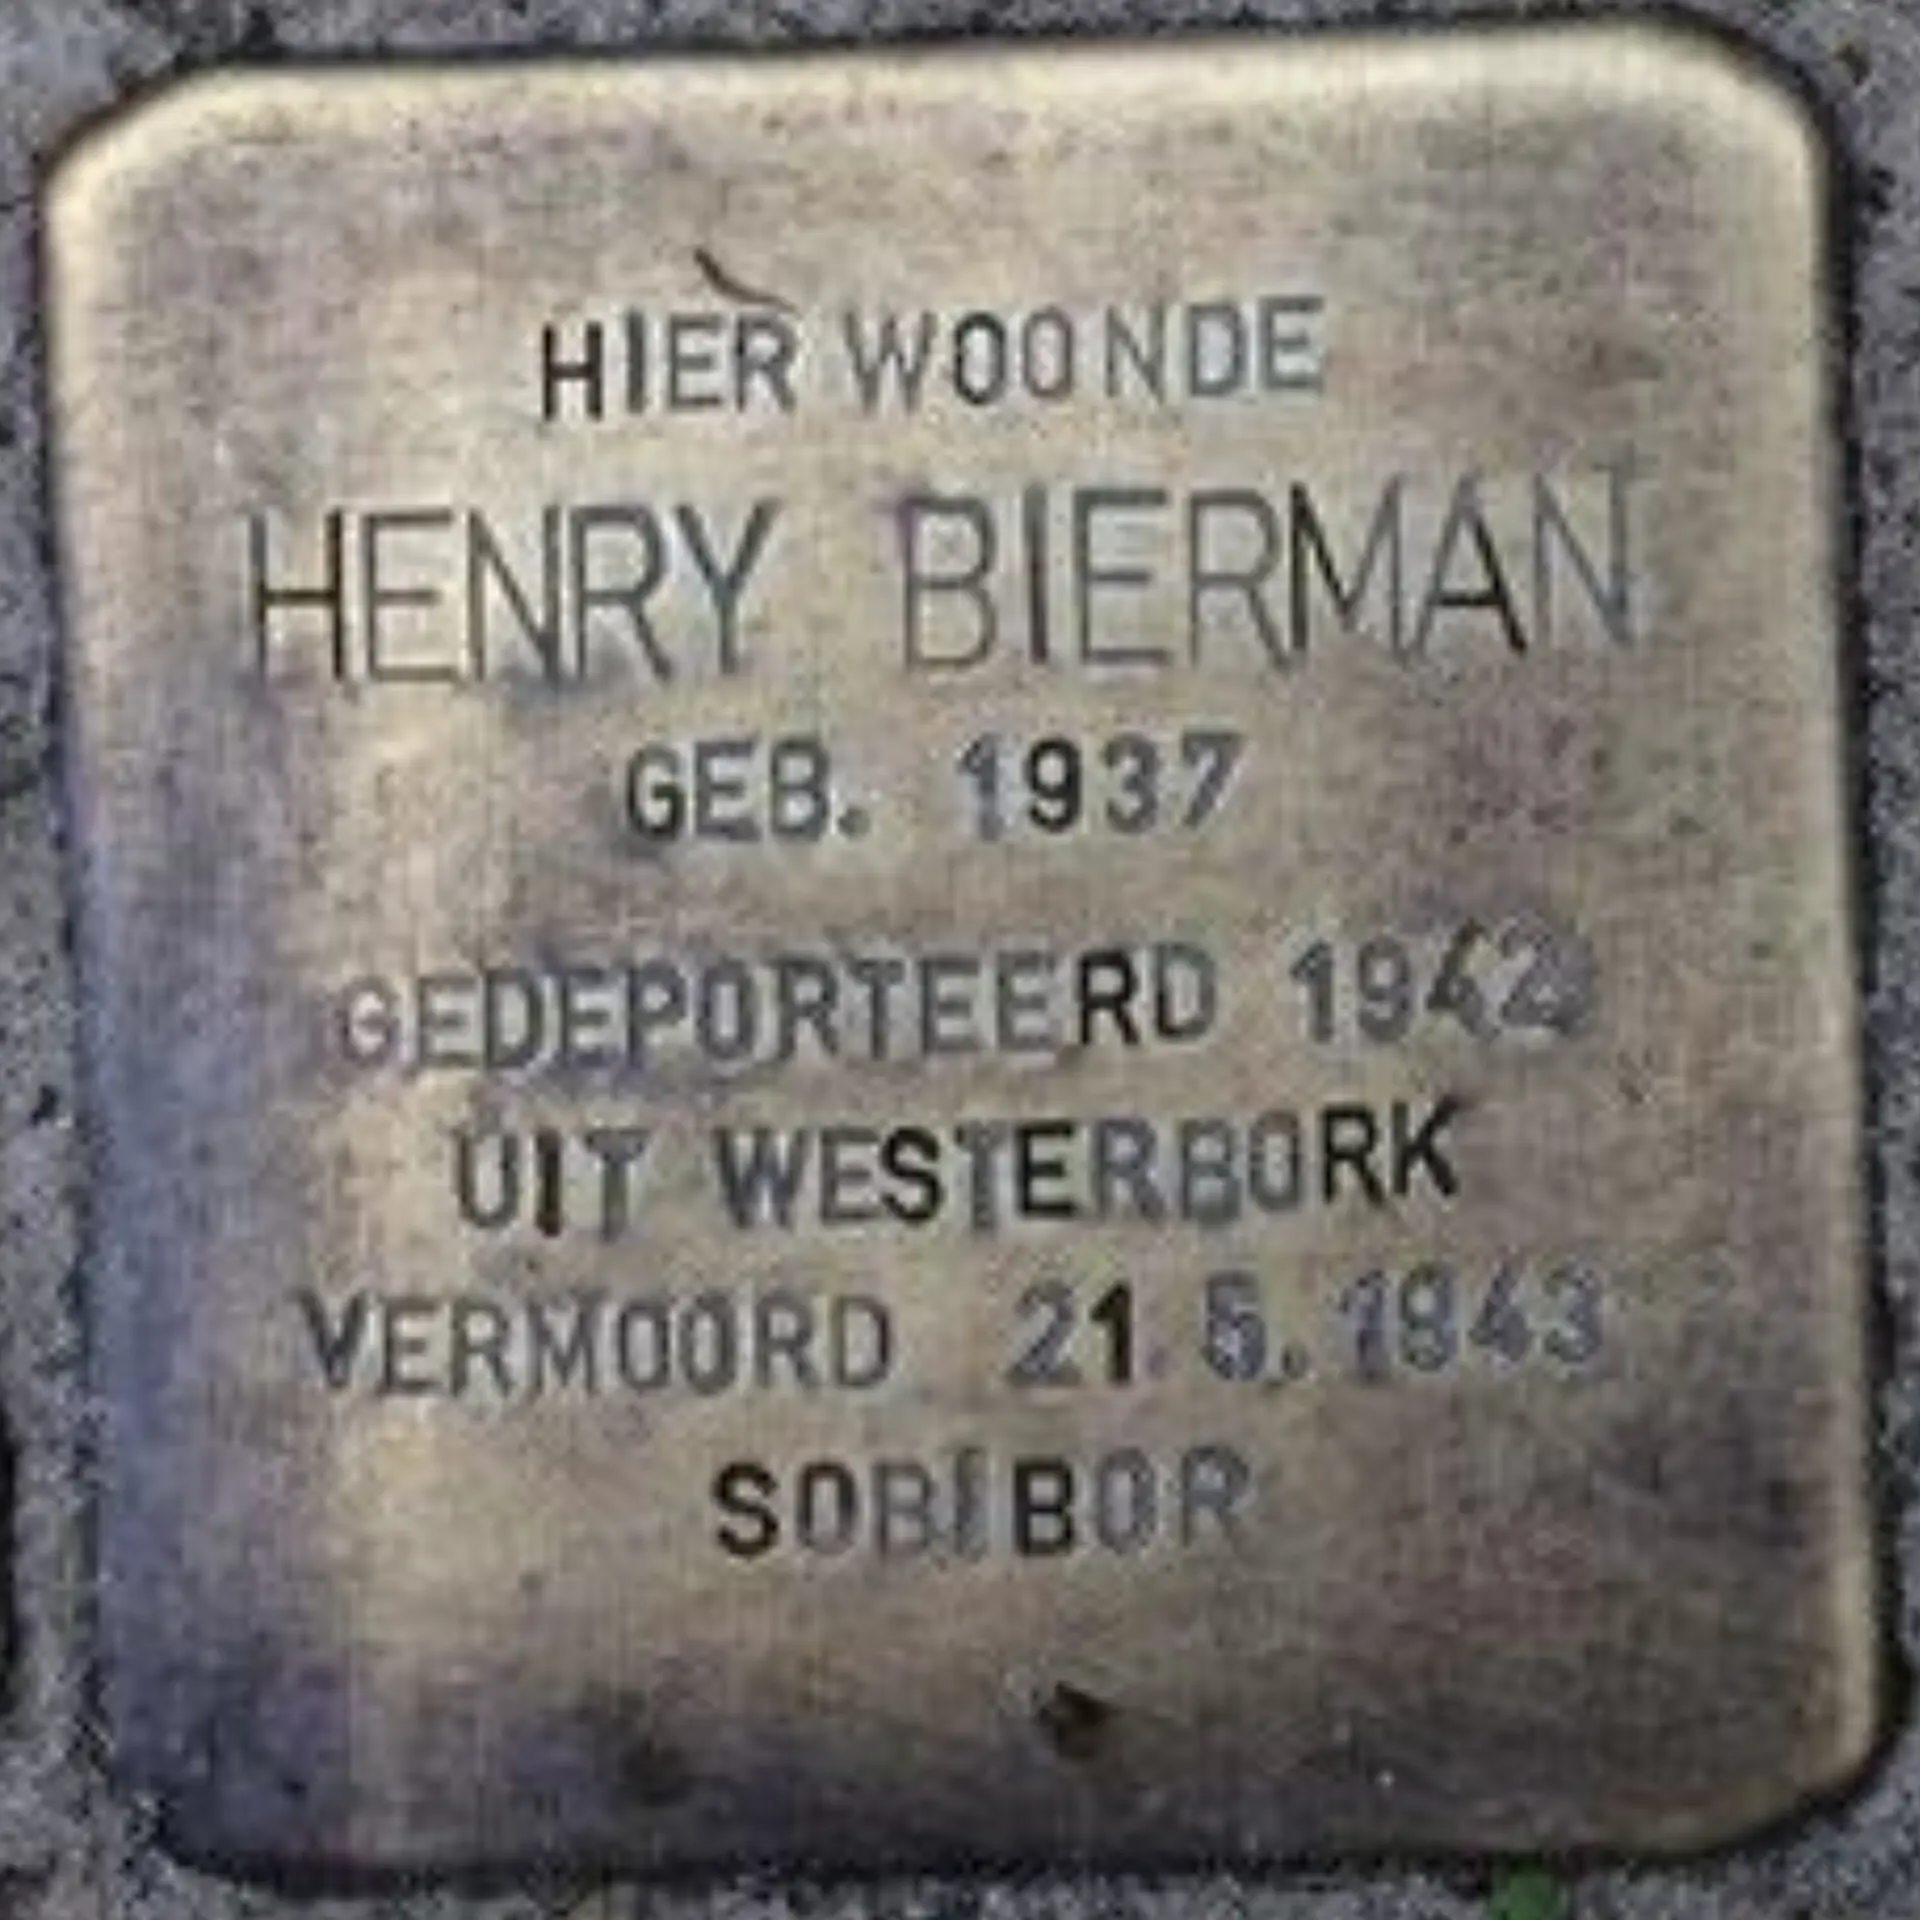 HIER WOONDE
HENRY BIERMAN
GEB. 1937
GEDEPORTEERD 1942
UIT WESTERBORK
VERMOORD 21.5.1943
SOBIBOR